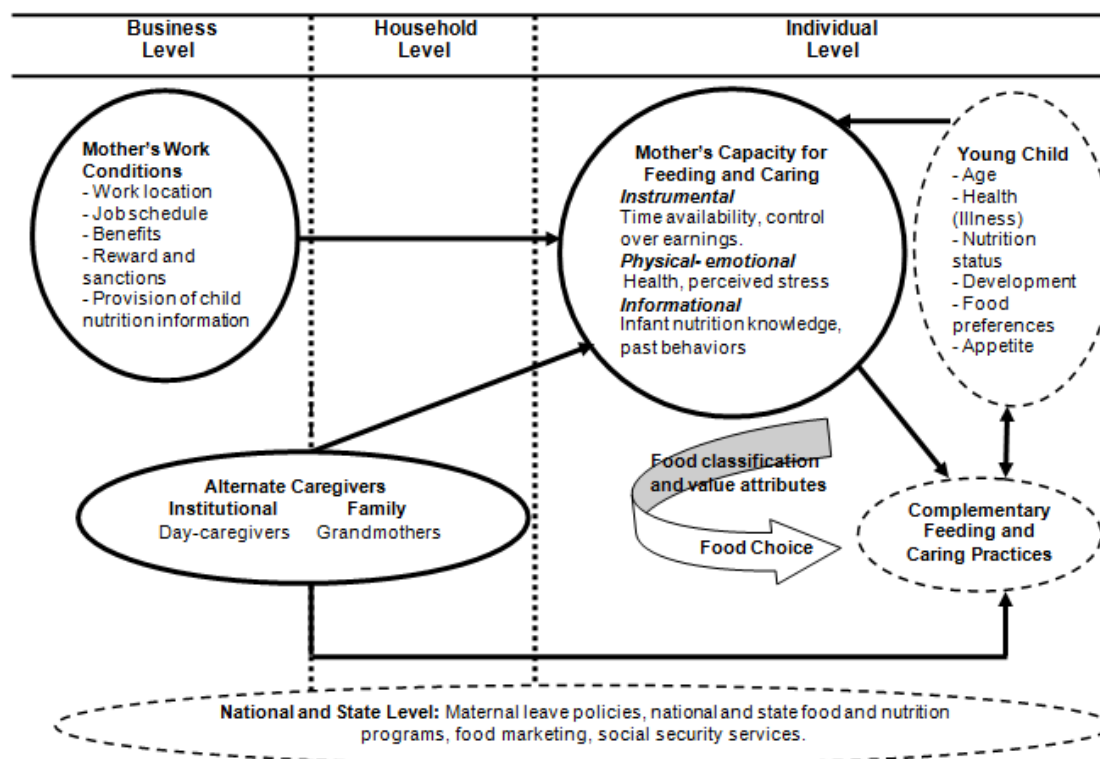 Business
Level
Household
Level
Individual
Level
Mother's Work
Conditions
- Work location
- Job schedule
- Benefits
- Reward and
sanctions
- Provision of child
nutrition information
Mother's Capacity for
Feeding and Caring
Instrumental
Time availability, control
over earnings.
Physical- emotional
Health, perceived stress
Informational
Infant nutrition knowledge,
past behaviors
Young Child
- Age
- Health
(Illness)
- Nutrition
status
- Development
- Food
preferences
- Appetite
Alternate Caregivers
Institutional Family
Day-caregivers Grandmothers
Food classification
and value attributes
Food Choice
Complementary
Feeding and
Caring Practices
National and State Level: Maternal leave policies, national and state food and nutrition
programs, food marketing, social security services.